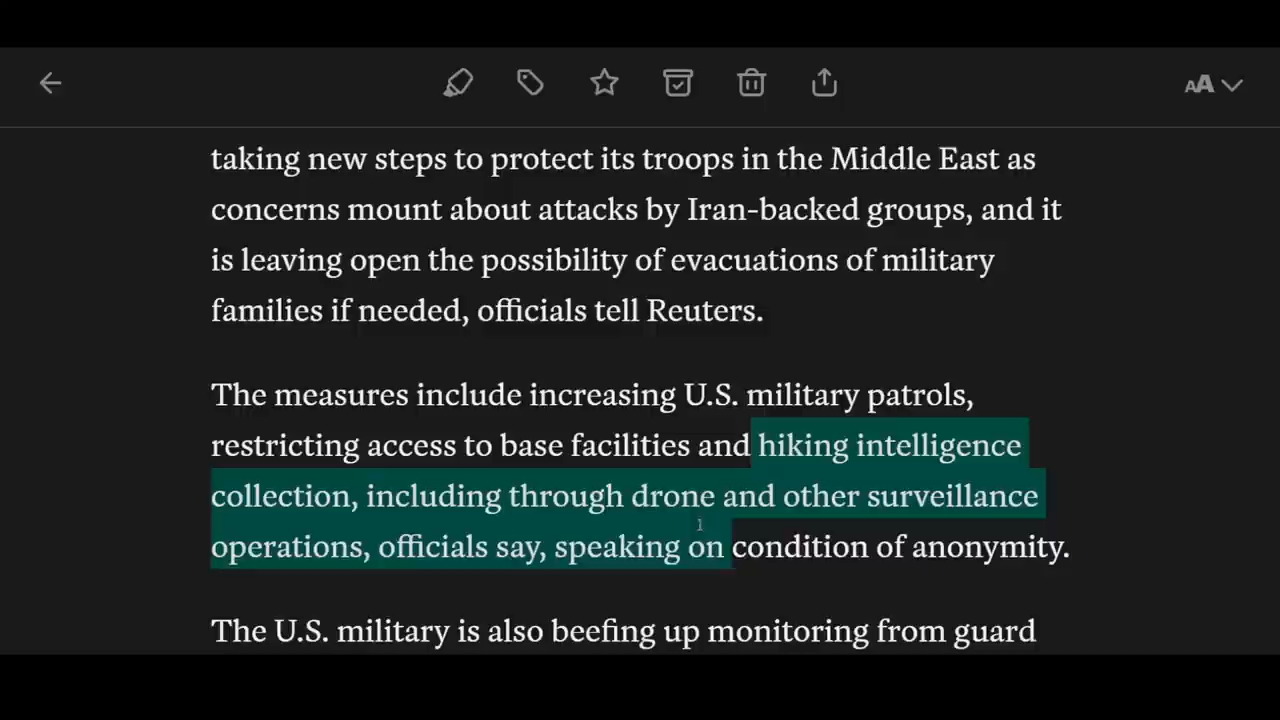 AA
taking new steps to protect its troops in the Middle East as
concerns mount about attacks by Iran-backed groups, and it
is leaving open the possibility of evacuations of military
families if needed, officials tell Reuters.
The measures include increasing U.S. military patrols,
restricting access to base facilities and hiking intelligence
collection, including through drone and other surveillance
operations, officials say, speaking on condition of anonymity.
The U.S. military is also beefing up monitoring from guard